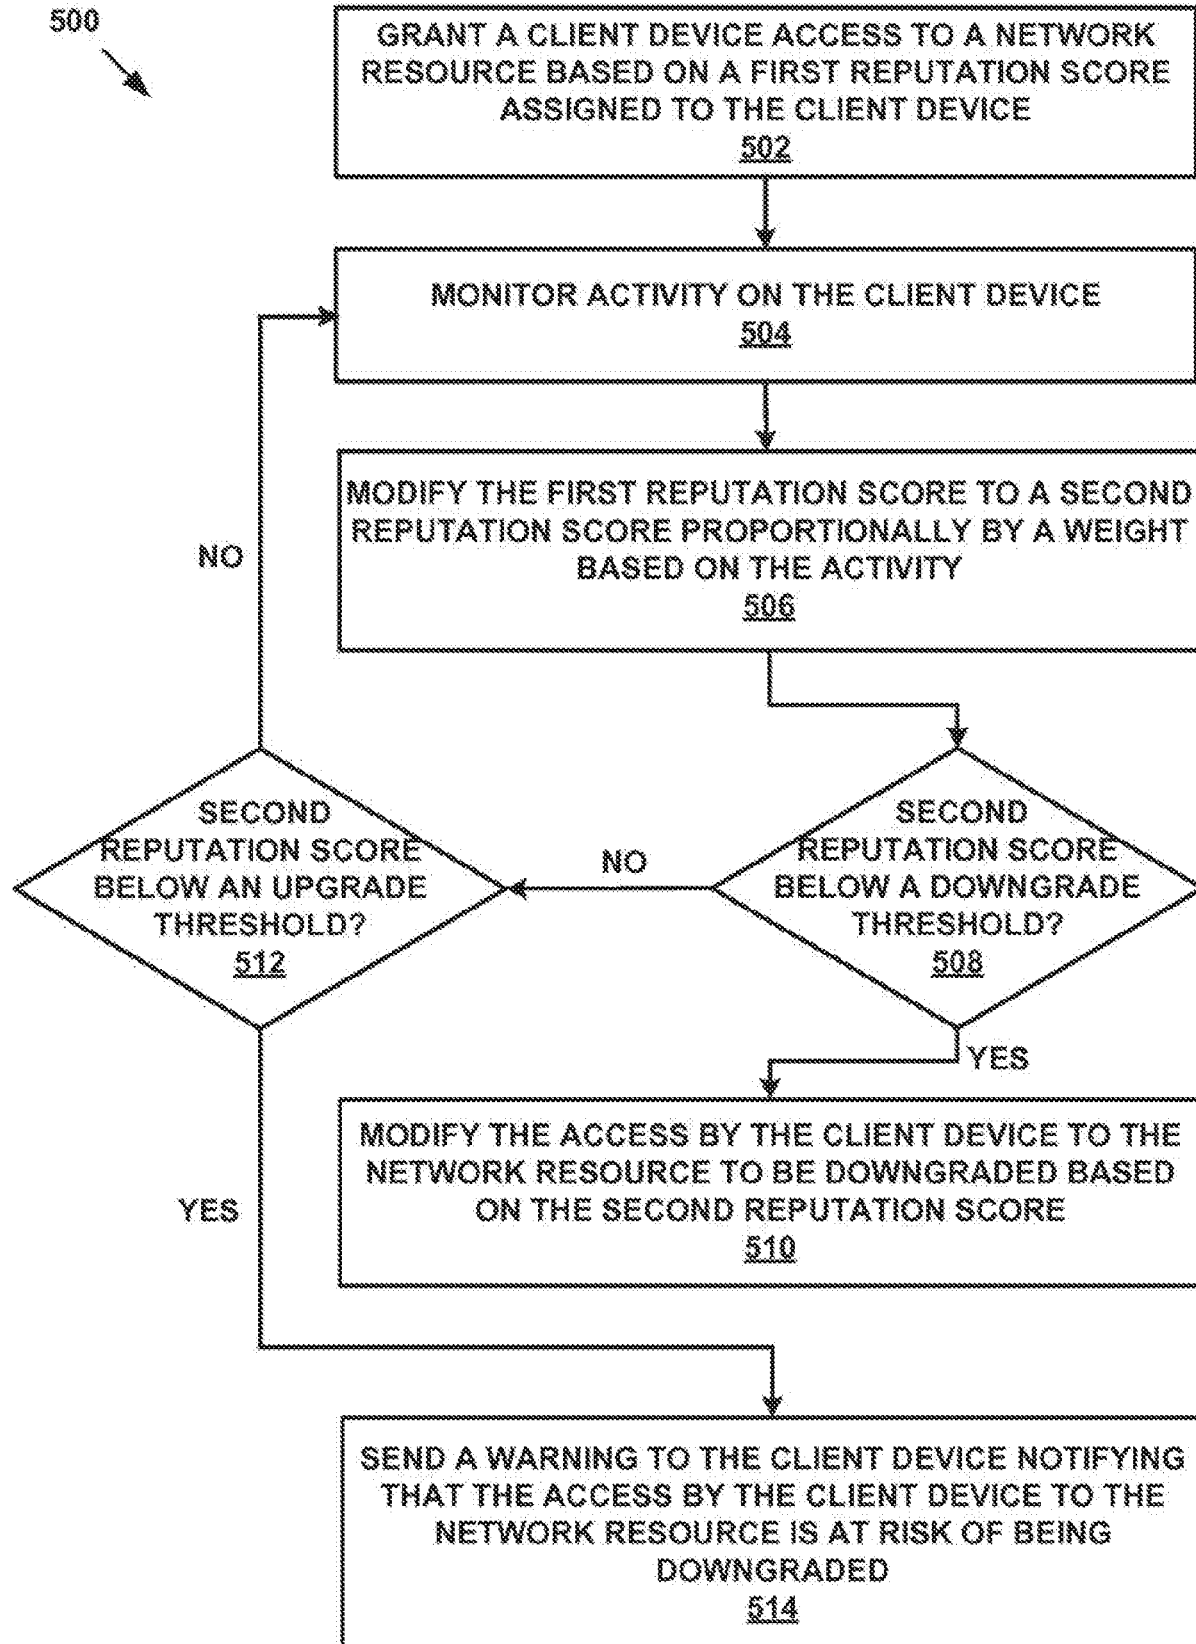 500
GRANT A CLIENT DEVICE ACCESS TO A NETWORK
RESOURCE BASED ON A FIRST REPUTATION SCORE
ASSIGNED TO THE CLIENT DEVICE
502
MONITOR ACTIVITY ON THE CLIENT DEVICE
504
MODIFY THE FIRST REPUTATION SCORE TO A SECOND
REPUTATION SCORE PROPORTIONALLY BY A WEIGHT
BASED ON THE ACTIVITY
506
NO
SECOND
REPUTATION SCORE
BELOW AN UPGRADE
THRESHOLD?
512
NO
SECOND
REPUTATION SCORE
BELOW A DOWNGRADE
THRESHOLD?
508
YES
MODIFY THE ACCESS BY THE CLIENT DEVICE TO THE
NETWORK RESOURCE TO BE DOWNGRADED BASED
ON THE SECOND REPUTATION SCORE
510
YES
SEND A WARNING TO THE CLIENT DEVICE NOTIFYING
THAT THE ACCESS BY THE CLIENT DEVICE TO THE
NETWORK RESOURCE IS AT RISK OF BEING
DOWNGRADED
514